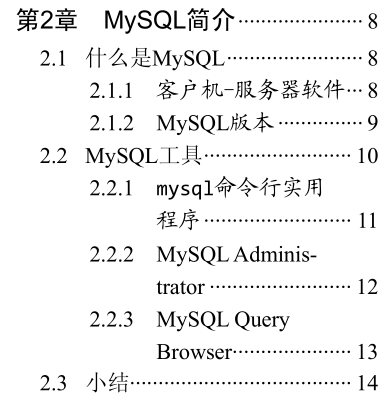 第2章　MySQL简介……………… 8
2.1　什么是MySQL……………… 8
2.1.1　客户机-服务器软件… 8
2.1.2　MySQL版本………… 9
2.2　MySQL工具………………… 10
2.2.1　mysql命令行实用
程序………………… 11
2.2.2　MySQL Adminis-
trator………………… 12
2.2.3　MySQL Query
Browser……………… 13
2.3　小结………………………… 14